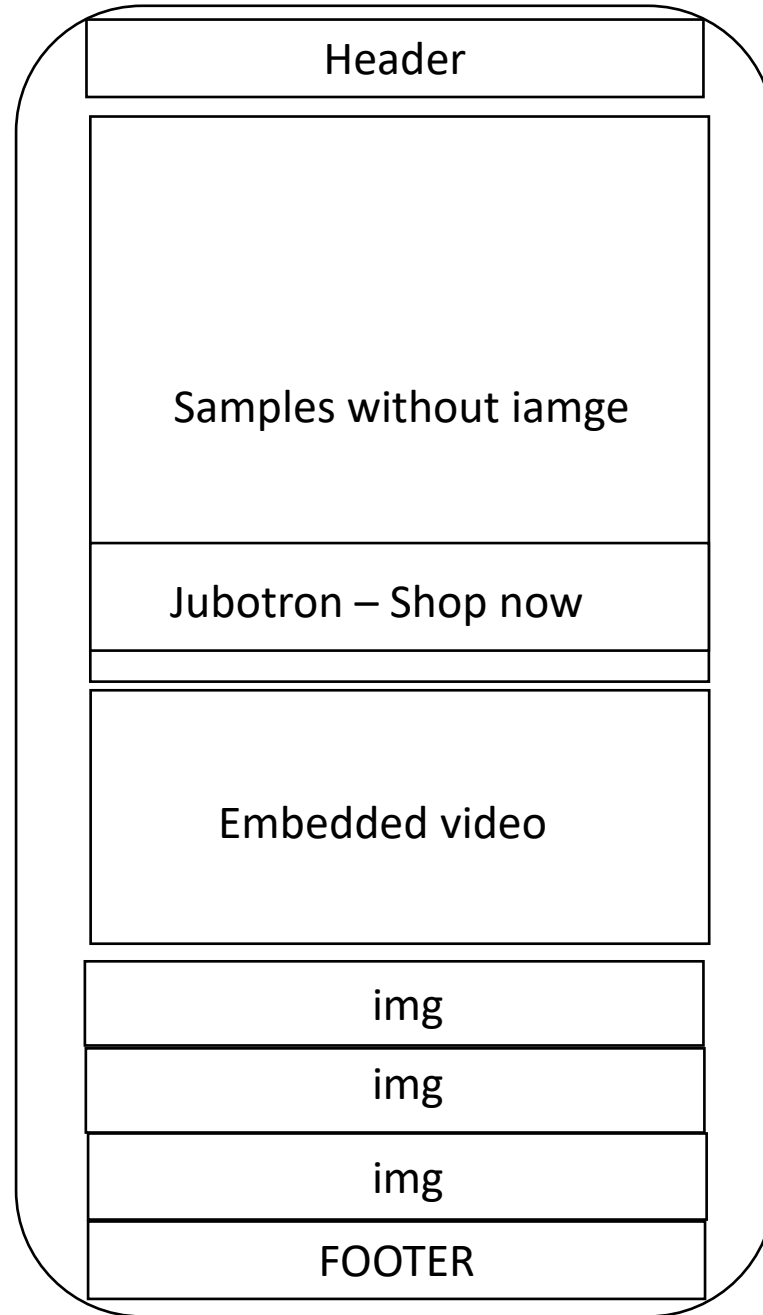 Header
Samples without iamge
Jubotron – Shop now
Embedded video
img
img
img
FOOTER